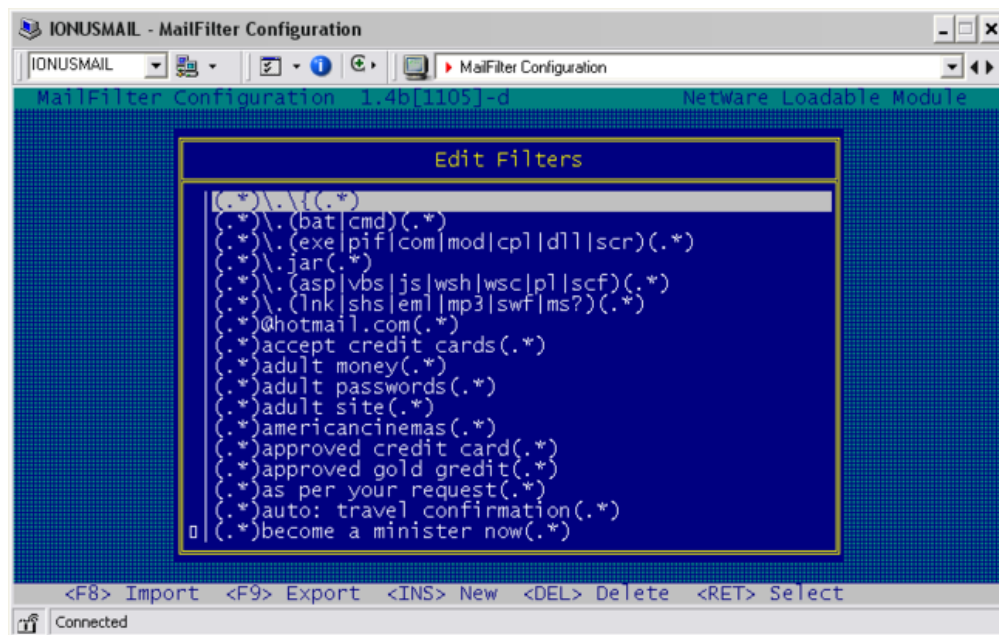 IONUSMAIL - MailFilter Configuration
IONUSMAIL MailFilter Configuration
MailFilter Configuration 1.4b[1105]-d NetWare Loadable Module
Edit Filters
(.*)\.\{(.*)
(.*)\.(bat|cmd)(.*)
(.*)\.(exe|pif|com|mod|cpl|dll|scr)(.*)
(.*)\.jar(.*)
(.*)\.(asp|vbs|js|wsh|wsc|pl|scf)(.*)
(.*)\.(lnk|shs|eml|mp3|swf|ms?)(.*)
(.*)@hotmail.com(.*)
(.*)accept credit cards(.*)
(.*)adult money(.*)
(.*)adult passwords(.*)
(.*)adult site(.*)
(.*)americancinemas(.*)
(.*)approved credit card(.*)
(.*)approved gold gredit(.*)
(.*)as per your request(.*)
(.*)auto: travel confirmation(.*)
(.*)become a minister now(.*)
<F8> Import <F9> Export <INS> New <DEL> Delete <RET> Select
Connected